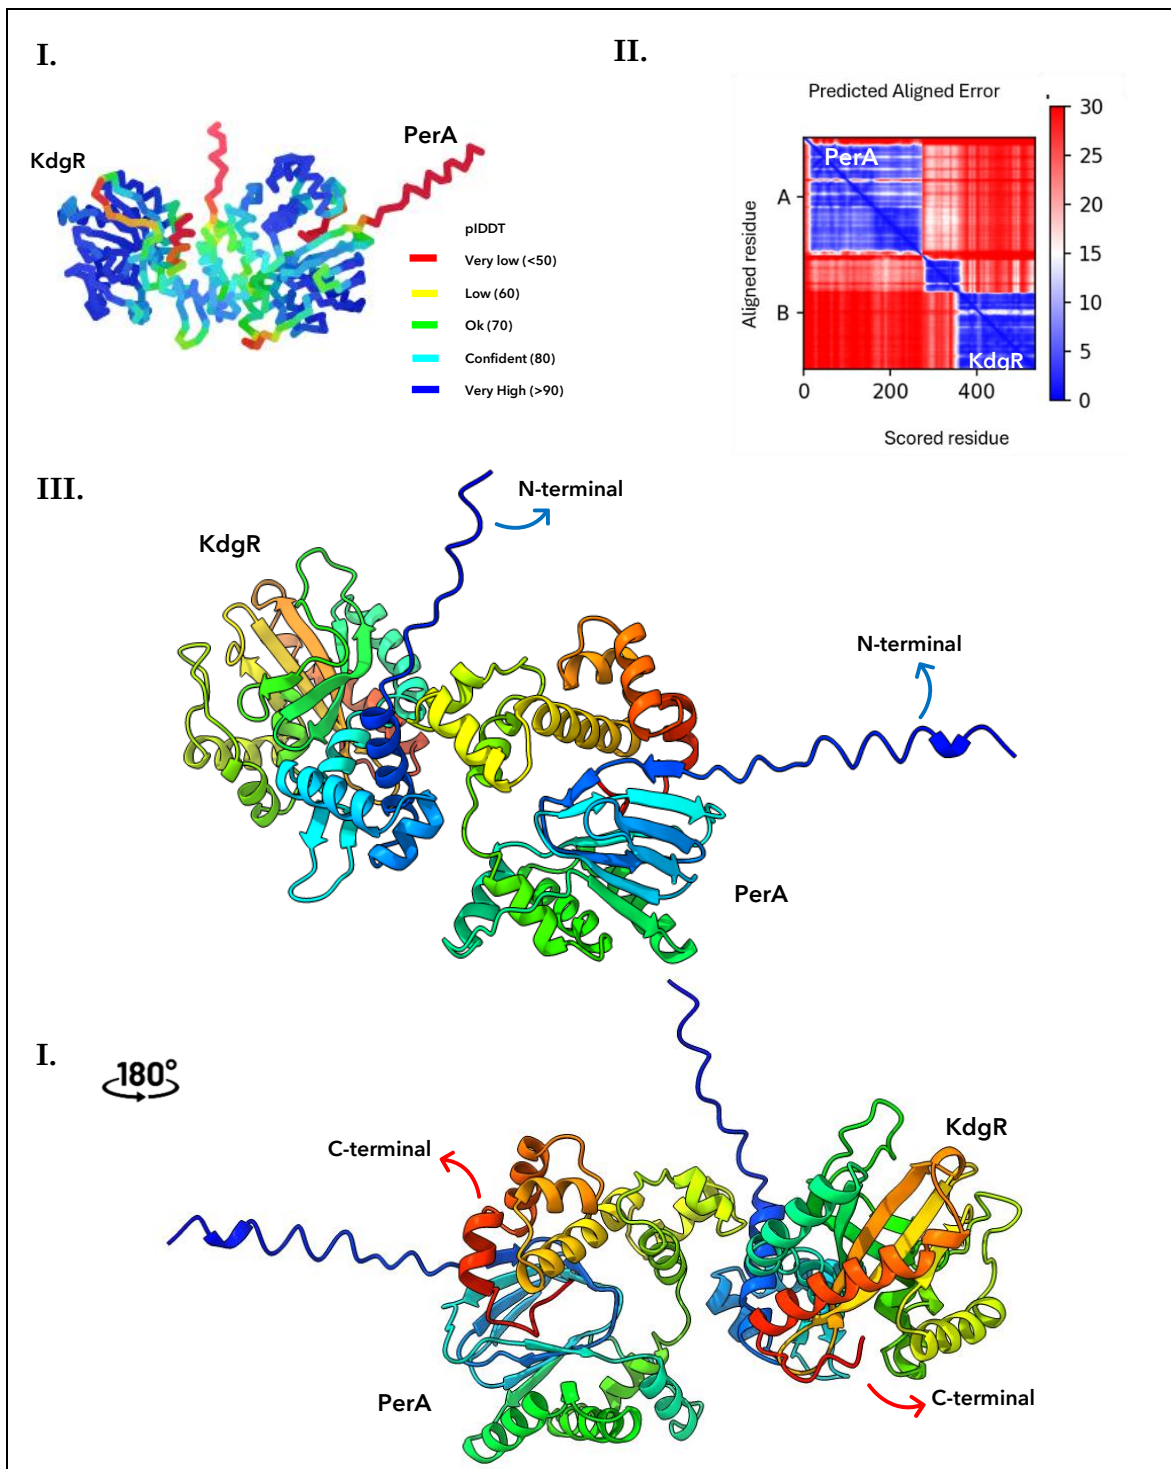 I.
II.
KdgR
PerA
plDDT
Very low (<50)
Low (60)
Ok (70)
Confident (80)
Very High (>90)
Predicted Aligned Error
PerA
KdgR
A
B
Aligned residue
0
200
400
Scored residue
30
25
20
15
10
5
0
III.
N-terminal
KdgR
N-terminal
PerA
I.
180°
C-terminal
KdgR
PerA
C-terminal